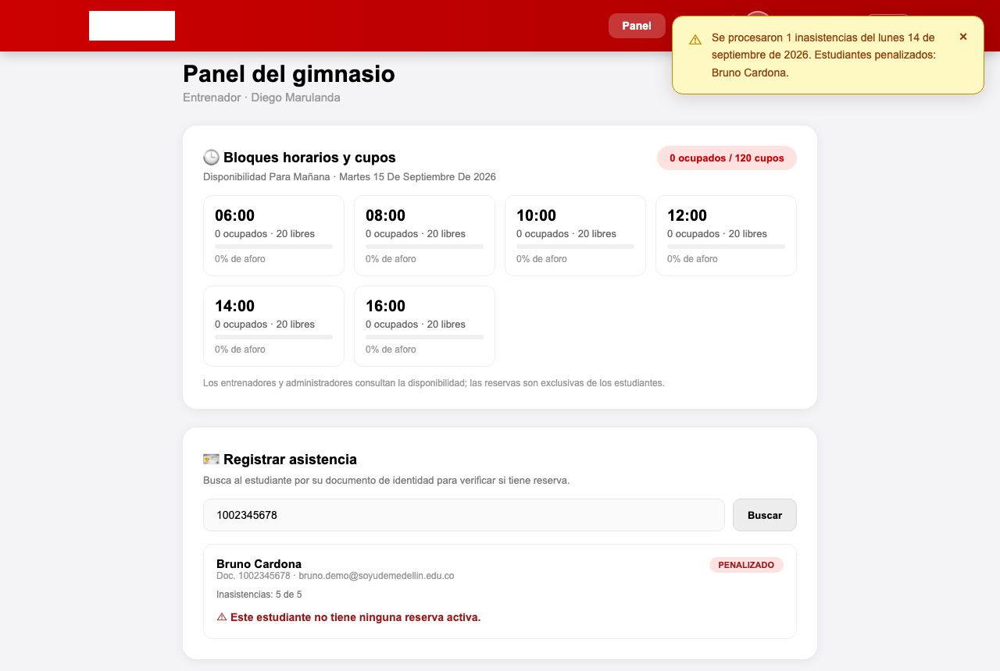 Panel
Se procesaron 1 inasistencias del lunes 14 de
septiembre de 2026. Estudiantes penalizados:
Bruno Cardona.
×
Panel del gimnasio
Entrenador · Diego Marulanda
Bloques horarios y cupos
0 ocupados / 120 cupos
Disponibilidad Para Mañana · Martes 15 De Septiembre De 2026
06:00
0 ocupados · 20 libres
0% de aforo
08:00
0 ocupados · 20 libres
0% de aforo
10:00
0 ocupados · 20 libres
0% de aforo
12:00
0 ocupados · 20 libres
0% de aforo
14:00
0 ocupados · 20 libres
0% de aforo
16:00
0 ocupados · 20 libres
0% de aforo
Los entrenadores y administradores consultan la disponibilidad; las reservas son exclusivas de los estudiantes.
Registrar asistencia
Busca al estudiante por su documento de identidad para verificar si tiene reserva.
1002345678
Buscar
Bruno Cardona
PENALIZADO
Doc. 1002345678 · bruno.demo@soyudemedellin.edu.co
Inasistencias: 5 de 5
⚠ Este estudiante no tiene ninguna reserva activa.